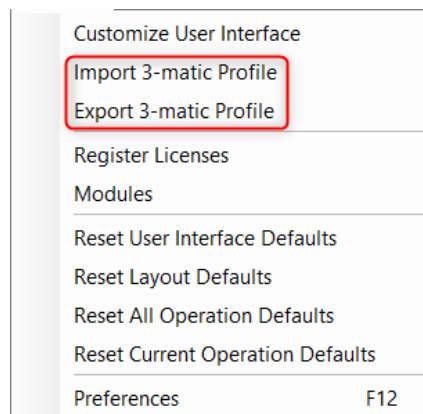 Customize User Interface
Import 3-matic Profile
Export 3-matic Profile
Register Licenses
Modules
Reset User Interface Defaults
Reset Layout Defaults
Reset All Operation Defaults
Reset Current Operation Defaults
Preferences F12